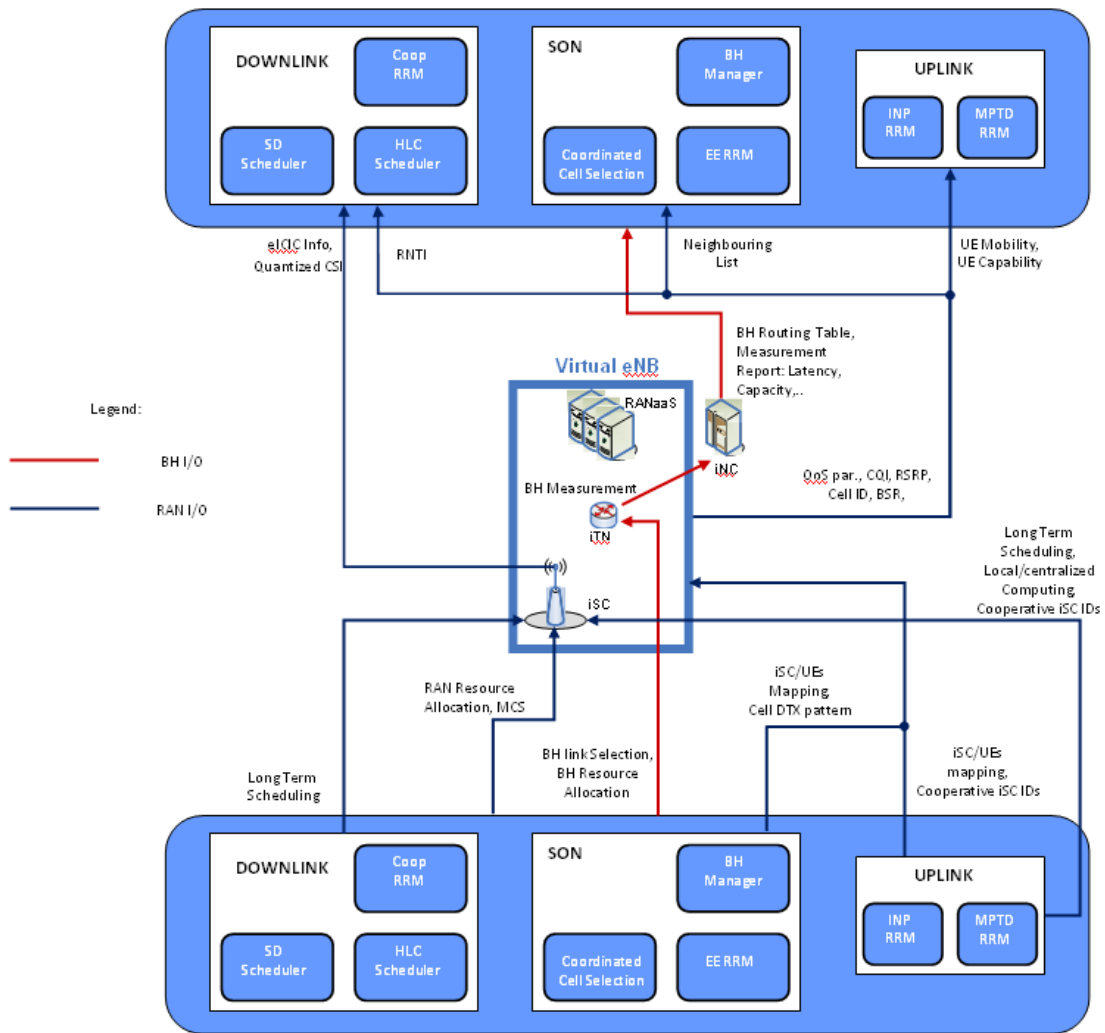 DOWNLINK
Coop
RRM
SD
Scheduler
HLC
Scheduler
SON
BH
Manager
Coordinated
Cell Selection
EE RRM
UPLINK
INP
RRM
MPTD
RRM
eICIC Info,
Quantized CSI
RNTI
Neighbouring
List
UE Mobility,
UE Capability
BH Routing Table,
Measurement
Report: Latency,
Capacity,..
Virtual eNB
RANaaS
iNC
Legend:
BH I/O
RAN I/O
BH Measurement
iTN
QoS par., CQI, RSRP,
Cell ID, BSR,
iSC
Long Term
Scheduling,
Local/centralized
Computing,
Cooperative iSC IDs
RAN Resource
Allocation, MCS
iSC/UEs
Mapping,
Cell DTX pattern
Long Term
Scheduling
BH link Selection,
BH Resource
Allocation
iSC/UEs
mapping,
Cooperative iSC IDs
DOWNLINK
Coop
RRM
SD
Scheduler
HLC
Scheduler
SON
BH
Manager
Coordinated
Cell Selection
EE RRM
UPLINK
INP
RRM
MPTD
RRM